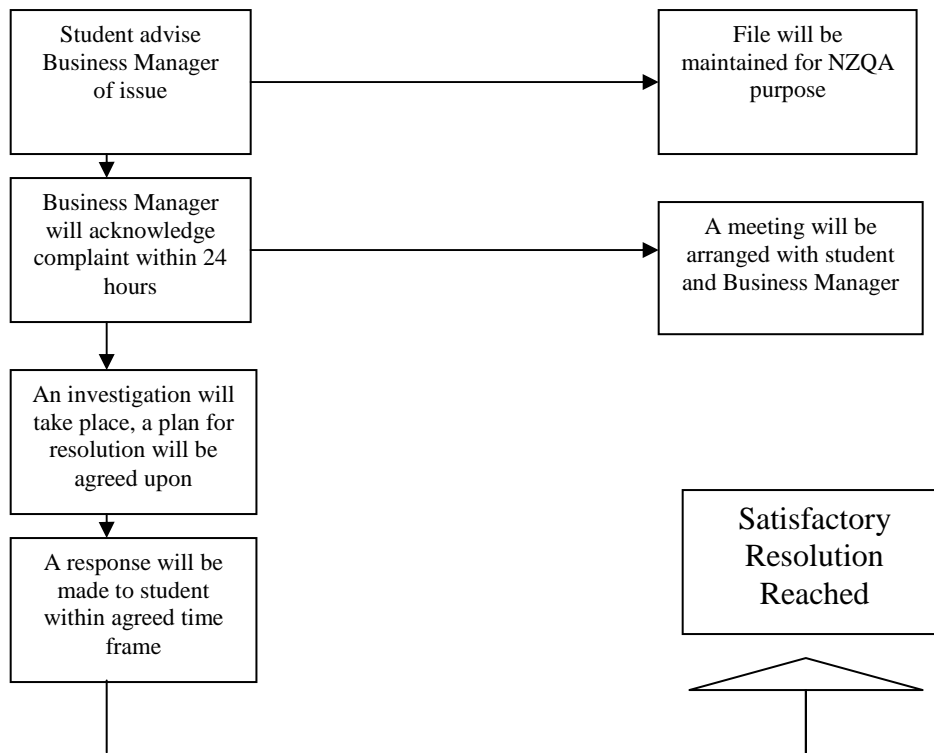 Student advise
Business Manager
of issue
File will be
maintained for NZQA
purpose
Business Manager
will acknowledge
complaint within 24
hours
A meeting will be
arranged with student
and Business Manager
An investigation will
take place, a plan for
resolution will be
agreed upon
A response will be
made to student
within agreed time
frame
Satisfactory
Resolution
Reached